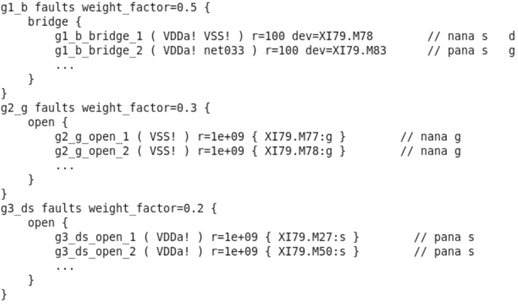 g1_b faults weight_factor=0.5 {
    bridge {
        g1_b_bridge_1 ( VDDa! VSS! ) r=100 dev=XI79.M78        // nana s   d
        g1_b_bridge_2 ( VDDa! net033 ) r=100 dev=XI79.M83      // pana s   g
        ...
    }
}
g2_g faults weight_factor=0.3 {
    open {
        g2_g_open_1 ( VSS! ) r=1e+09 { XI79.M77:g }        // nana g
        g2_g_open_2 ( VSS! ) r=1e+09 { XI79.M78:g }        // nana g
        ...
    }
}
g3_ds faults weight_factor=0.2 {
    open {
        g3_ds_open_1 ( VDDa! ) r=1e+09 { XI79.M27:s }        // pana s
        g3_ds_open_2 ( VDDa! ) r=1e+09 { XI79.M50:s }        // pana s
        ...
    }
}